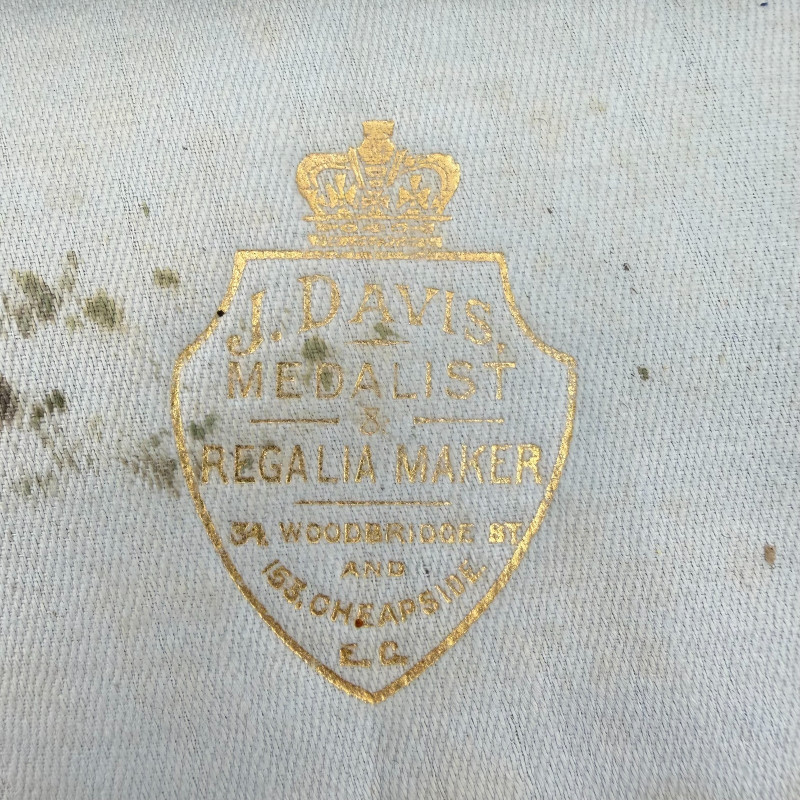 J. DAVIS.
MEDALIST
&
REGALIA MAKER
34, WOODBRIDGE ST
AND
163, CHEAPSIDE.
E.C.